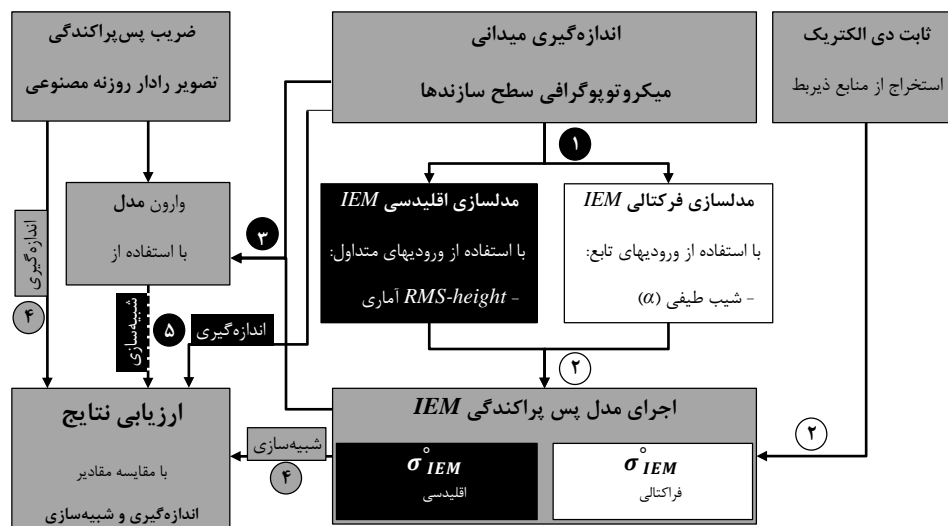 ثابت دی الکتریک
استخراج از منابع ذیربط
اندازه‌گیری میدانی
میکروتوپوگرافی سطح سازندها
ضریب پس‌پراکندگی
تصویر رادار روزنه مصنوعی
۱
مدلسازی فرکتالی IEM
با استفاده از ورودیهای تابع:
- شیب طیفی (α)
مدلسازی اقلیدسی IEM
با استفاده از ورودیهای متداول:
- RMS-height آماری
وارون مدل
با استفاده از
۳
اندازه‌گیری
۴
شبیه‌سازی
۵
اندازه‌گیری
۲
۲
اجرای مدل پس پراکندگی IEM
σ°IEM
فراکتالی
σ°IEM
اقلیدسی
شبیه‌سازی
۴
ارزیابی نتایج
با مقایسه مقادیر
اندازه‌گیری و شبیه‌سازی